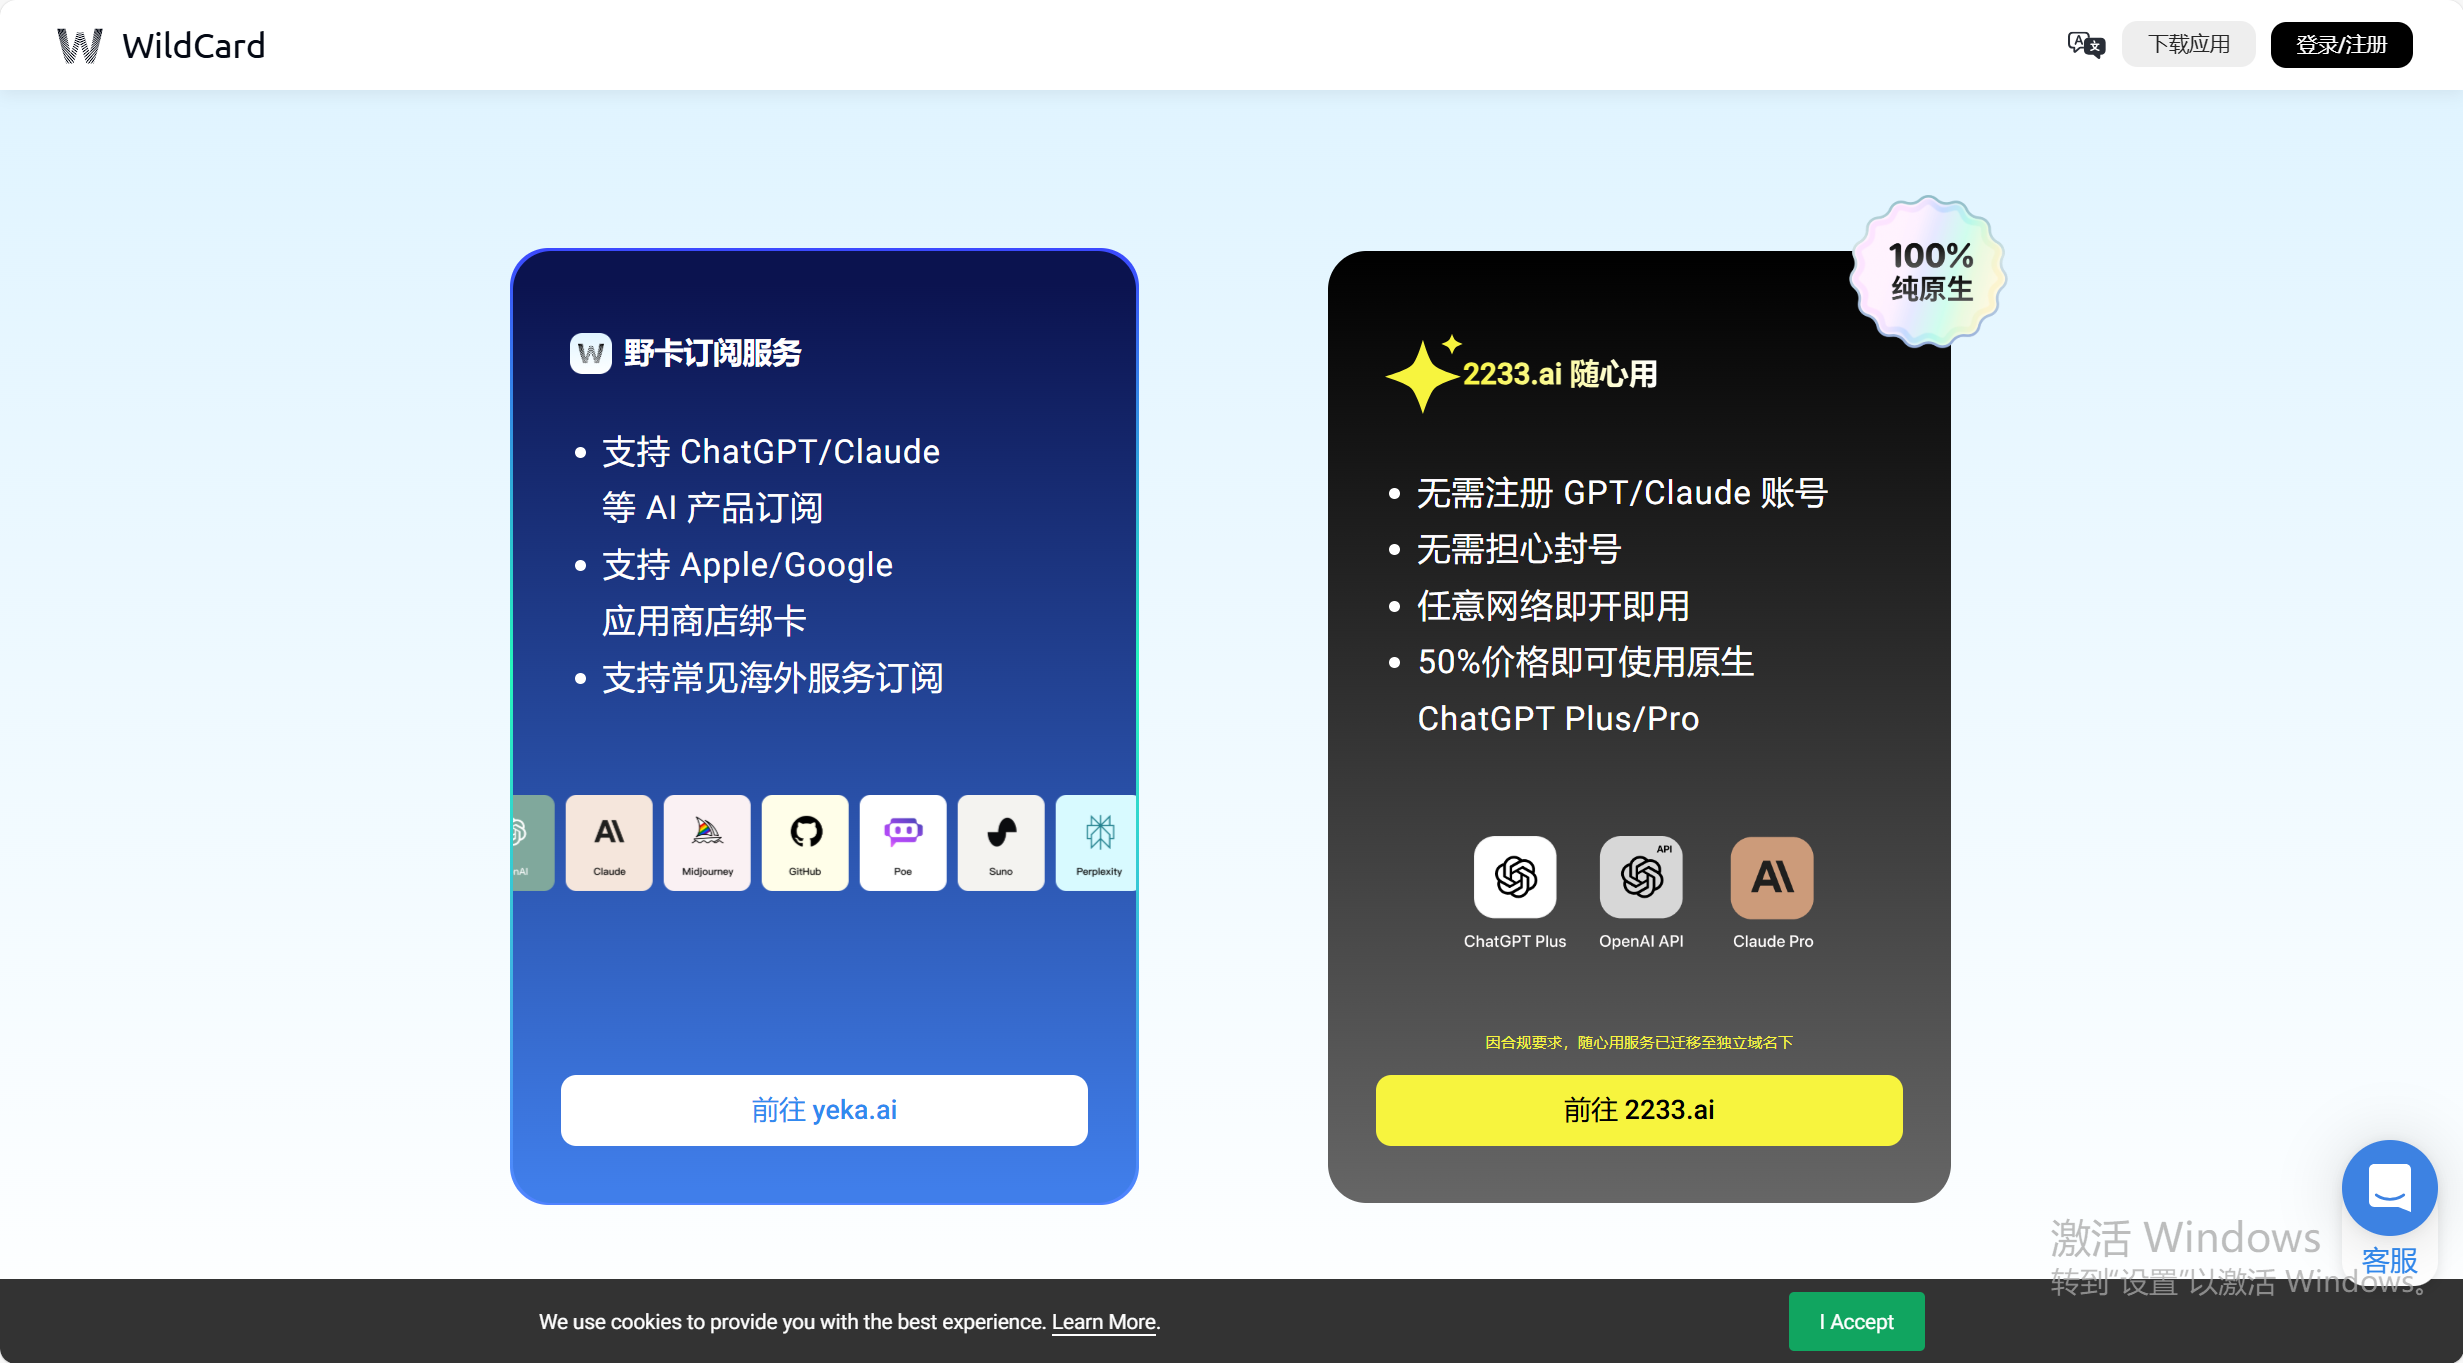 WildCard
下载应用
登录/注册
野卡订阅服务
支持 ChatGPT/Claude
等 AI 产品订阅
支持 Apple/Google
应用商店绑卡
支持常见海外服务订阅
nAI
Claude
Midjourney
GitHub
Poe
Suno
Perplexity
前往 yeka.ai
100%
纯原生
2233.ai 随心用
无需注册 GPT/Claude 账号
无需担心封号
任意网络即开即用
50%价格即可使用原生
ChatGPT Plus/Pro
API
ChatGPT Plus
OpenAI API
Claude Pro
因合规要求，随心用服务已迁移至独立域名下
前往 2233.ai
客服
激活 Windows
转到"设置"以激活 Windows。
We use cookies to provide you with the best experience. Learn More.
I Accept